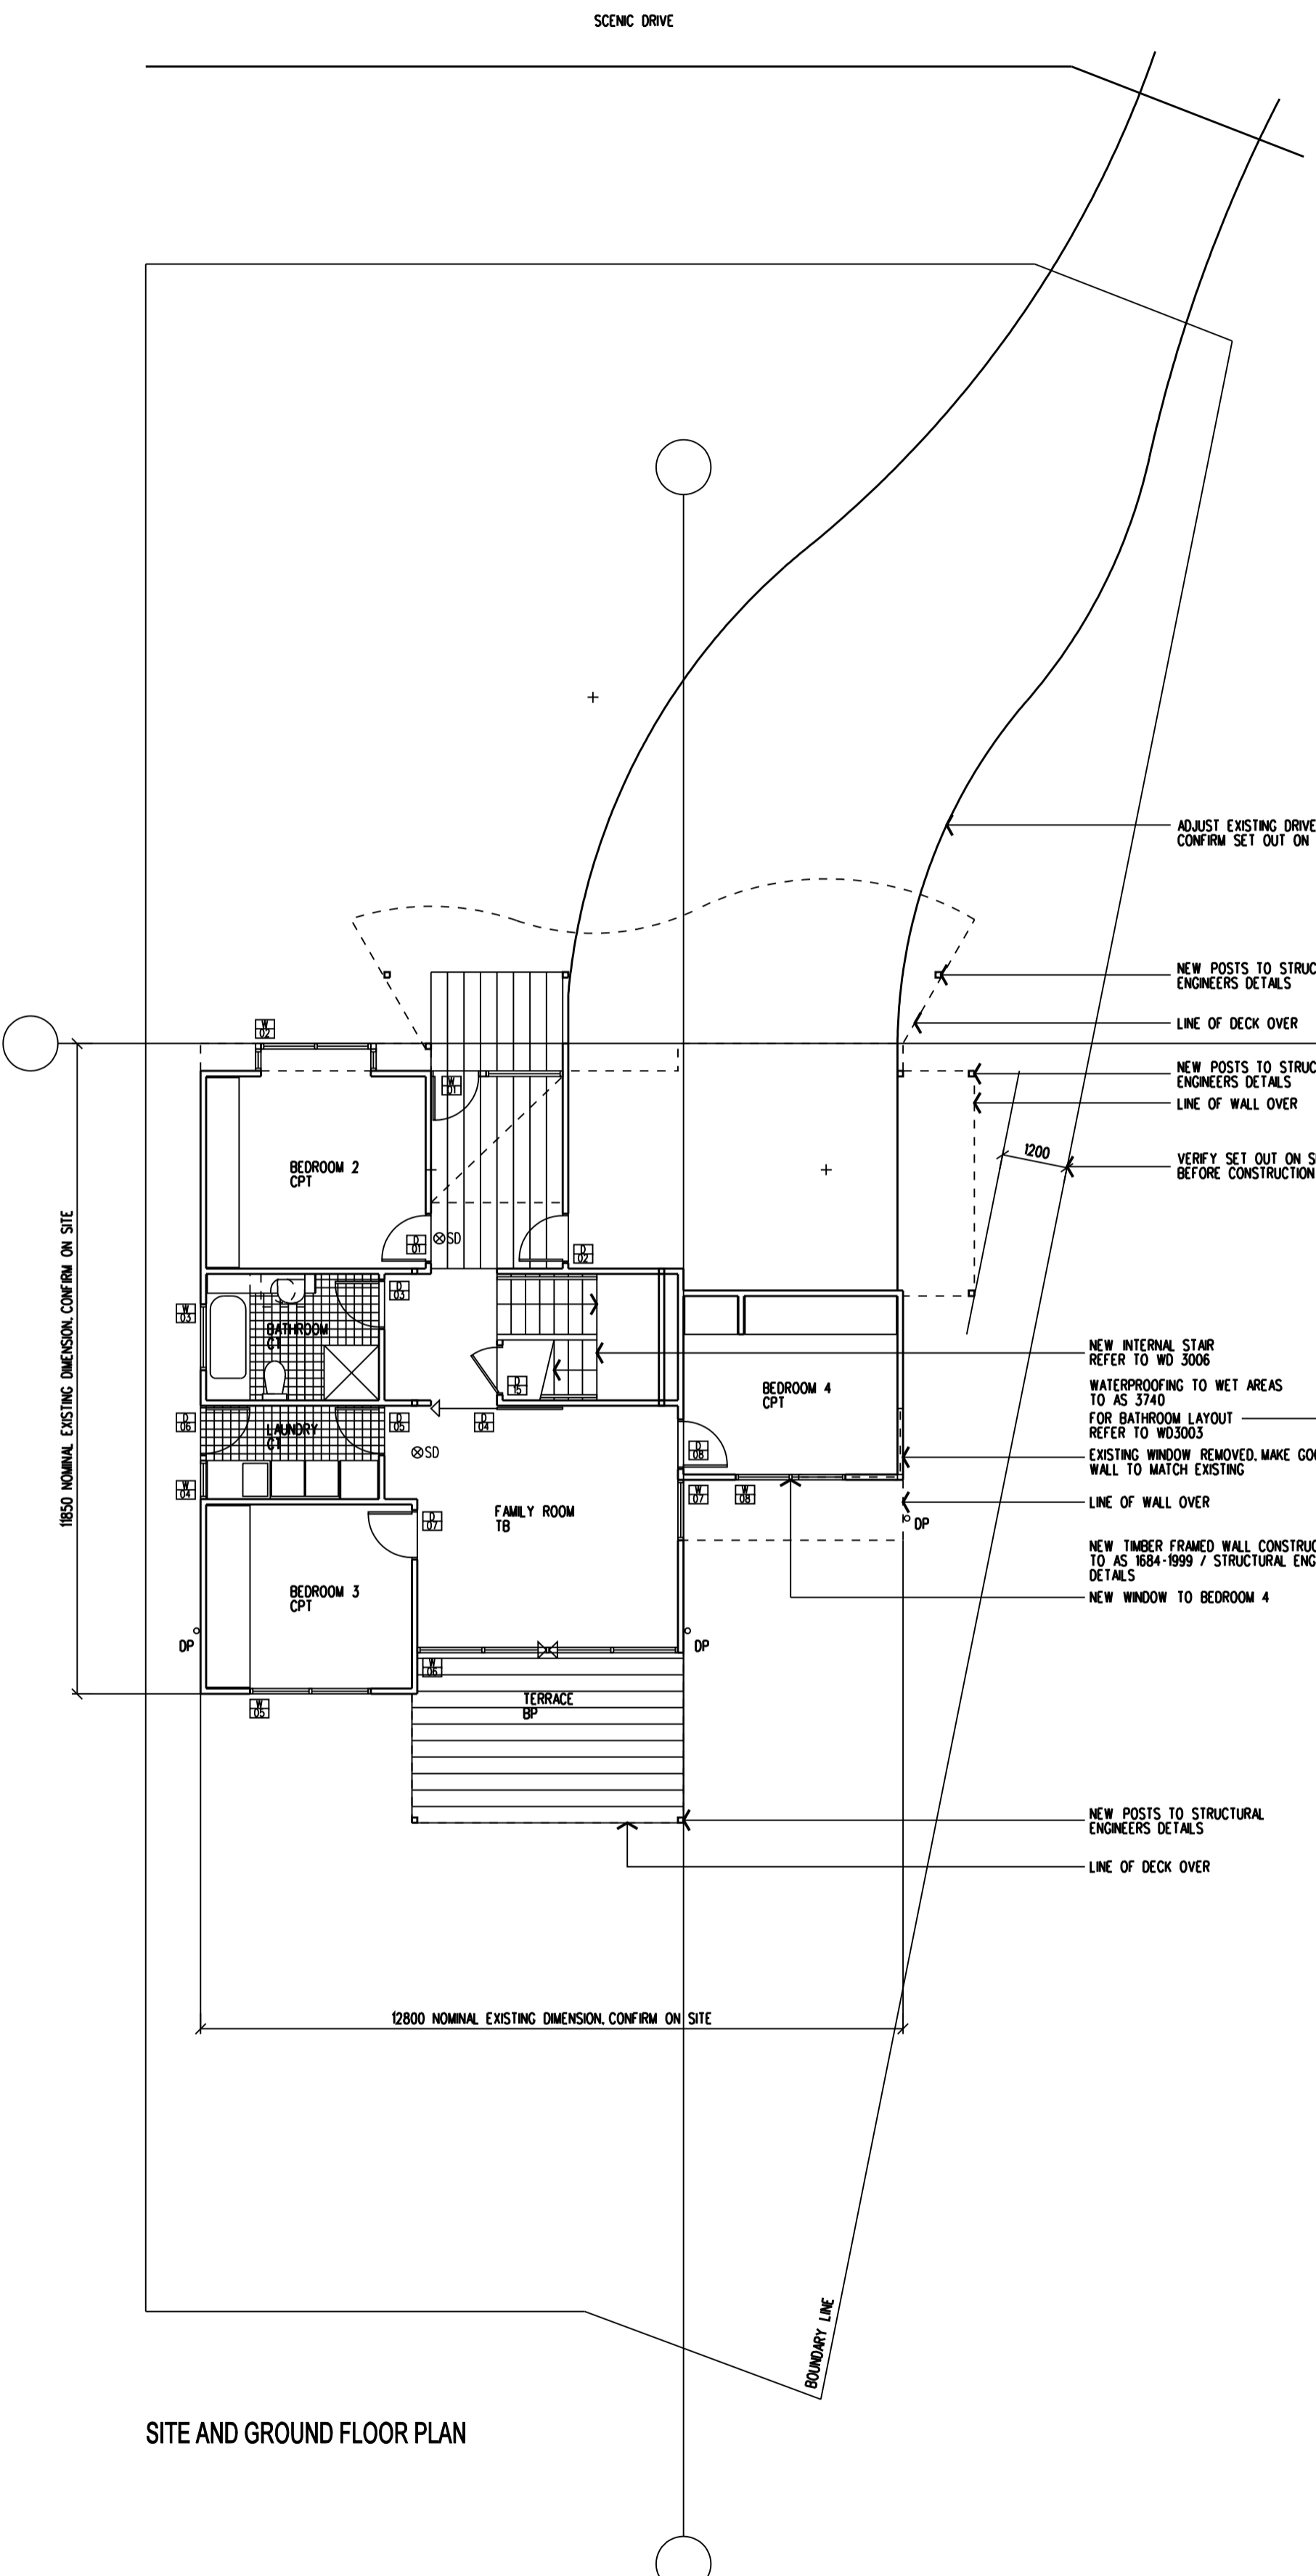 SCENIC DRIVE
ADJUST EXISTING DRIVE
CONFIRM SET OUT ON
NEW POSTS TO STRUC
ENGINEERS DETAILS
LINE OF DECK OVER
W
02
NEW POSTS TO STRUC
ENGINEERS DETAILS
W
01
LINE OF WALL OVER
1200
VERIFY SET OUT ON S
BEFORE CONSTRUCTION
BEDROOM 2
CPT
11850 NOMINAL EXISTING DIMENSION, CONFIRM ON SITE
D
01
SD
D
02
D
03
W
03
BATHROOM
CT
NEW INTERNAL STAIR
REFER TO WD 3006
D
15
BEDROOM 4
CPT
WATERPROOFING TO WET AREAS
TO AS 3740
FOR BATHROOM LAYOUT
REFER TO WD3003
D
06
LAUNDRY
CT
D
05
D
04
SD
D
08
EXISTING WINDOW REMOVED, MAKE GOO
WALL TO MATCH EXISTING
W
04
W
07
W
08
LINE OF WALL OVER
D
07
FAMILY ROOM
TB
DP
NEW TIMBER FRAMED WALL CONSTRUC
TO AS 1684-1999 / STRUCTURAL ENG
DETAILS
BEDROOM 3
CPT
NEW WINDOW TO BEDROOM 4
DP
DP
W
06
W
05
TERRACE
BP
NEW POSTS TO STRUCTURAL
ENGINEERS DETAILS
LINE OF DECK OVER
12800 NOMINAL EXISTING DIMENSION, CONFIRM ON SITE
BOUNDARY LINE
SITE AND GROUND FLOOR PLAN